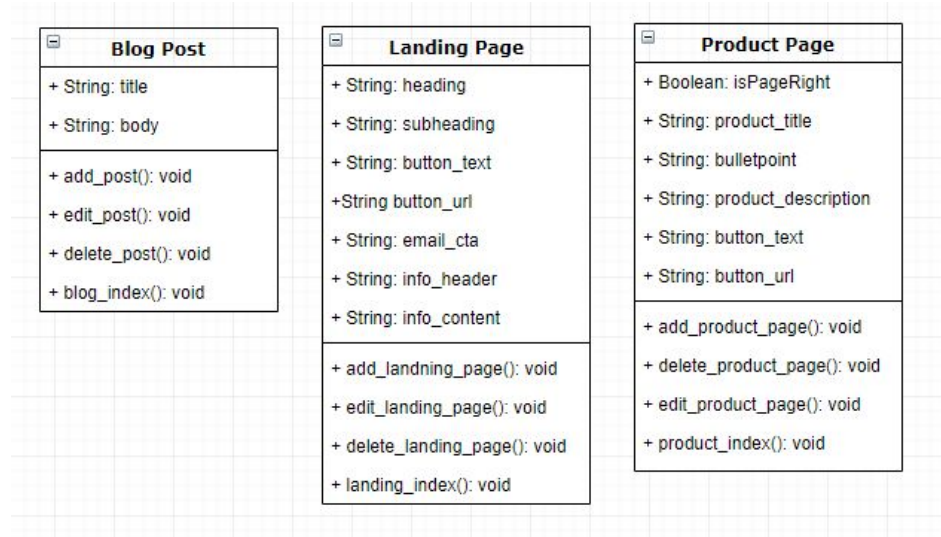 Blog Post
+ String: title
+ String: body
+ add_post(): void
+ edit_post(): void
+ delete_post(): void
+ blog_index(): void
Landing Page
+ String: heading
+ String: subheading
+ String: button_text
+String button_url
+ String: email_cta
+ String: info_header
+ String: info_content
+ add_landning_page(): void
+ edit_landing_page(): void
+ delete_landing_page(): void
+ landing_index(): void
Product Page
+ Boolean: isPageRight
+ String: product_title
+ String: bulletpoint
+ String: product_description
+ String: button_text
+ String: button_url
+ add_product_page(): void
+ delete_product_page(): void
+ edit_product_page(): void
+ product_index(): void